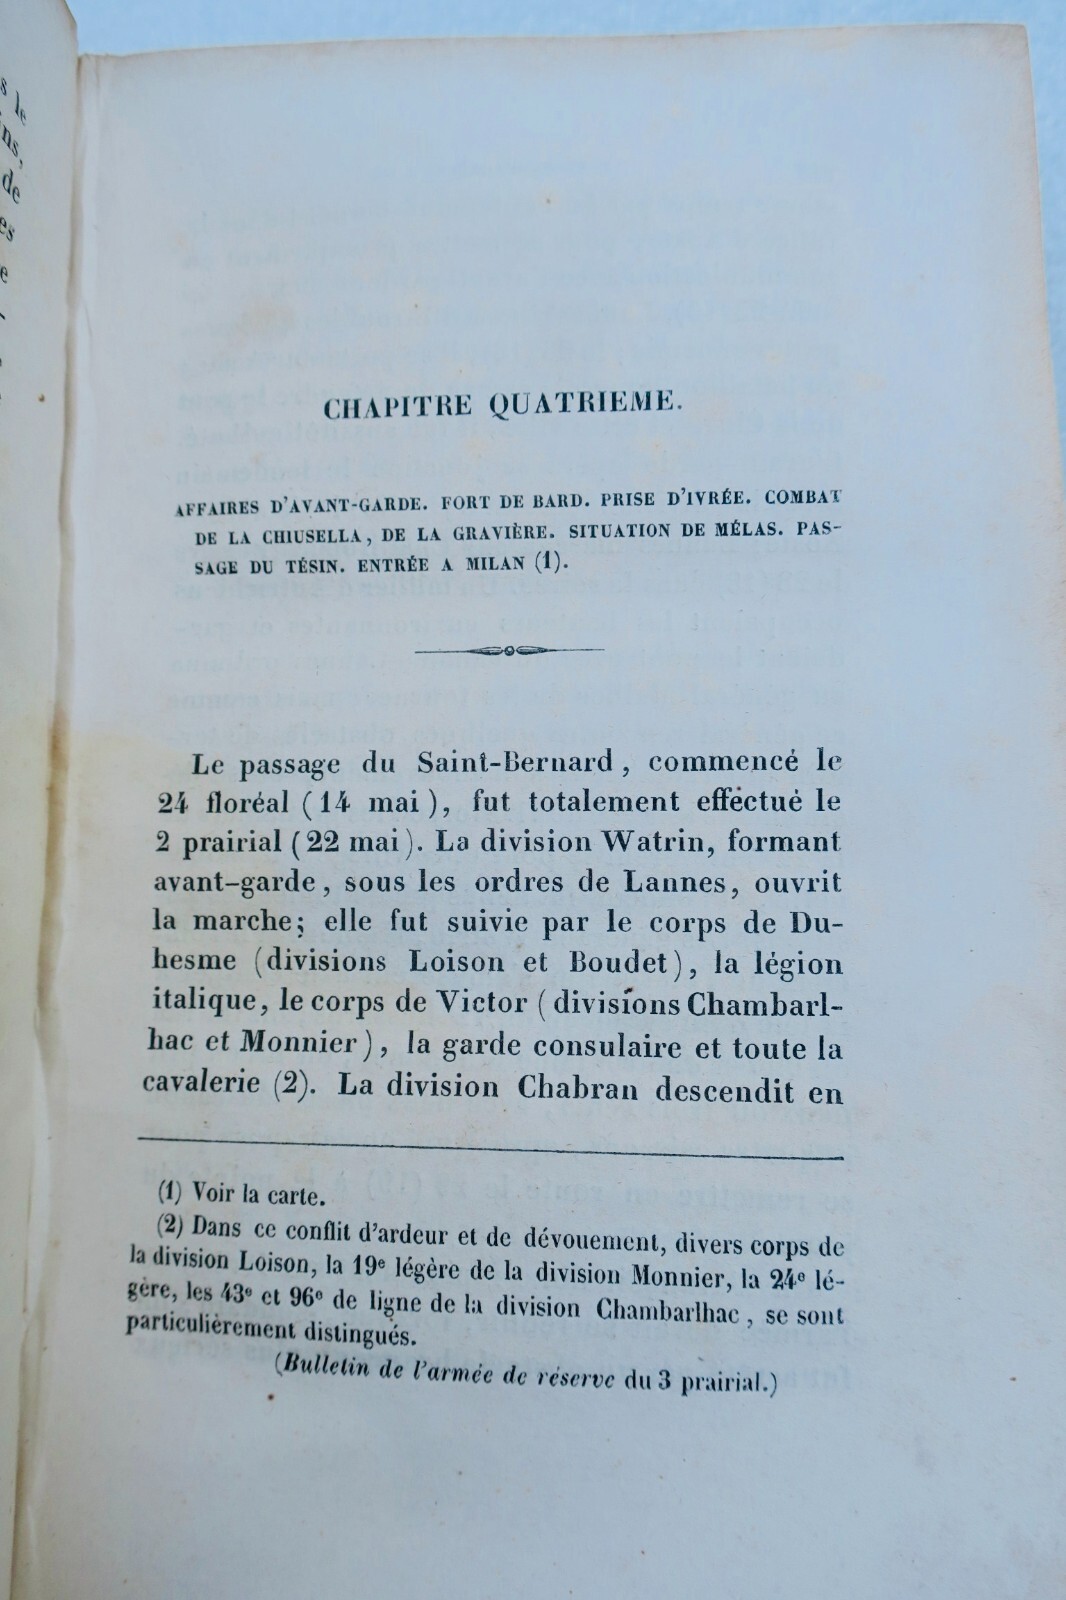 s le
ns,
de
es
e
CHAPITRE QUATRIEME.
AFFAIRES D'AVANT-GARDE. FORT DE BARD. PRISE D'IVRÉE. COMBAT
DE LA CHIUSELLA, DE LA GRAVIÈRE. SITUATION DE MÉLAS. PAS-
SAGE DU TÉSIN. ENTRÉE A MILAN (1).
Le passage du Saint-Bernard, commencé le
24 floréal (14 mai), fut totalement effectué le
2 prairial (22 mai). La division Watrin, formant
avant-garde, sous les ordres de Lannes, ouvrit
la marche; elle fut suivie par le corps de Du-
hesme (divisions Loison et Boudet), la légion
italique, le corps de Victor (divisions Chambarl-
hac et Monnier), la garde consulaire et toute la
cavalerie (2). La division Chabran descendit en
(1) Voir la carte.
(2) Dans ce conflit d'ardeur et de dévouement, divers corps de
la division Loison, la 19e légère de la division Monnier, la 24e lé-
gère, les 43e et 96e de ligne de la division Chambarlhac, se sont
particulièrement distingués.
(Bulletin de l'armée de réserve du 3 prairial.)